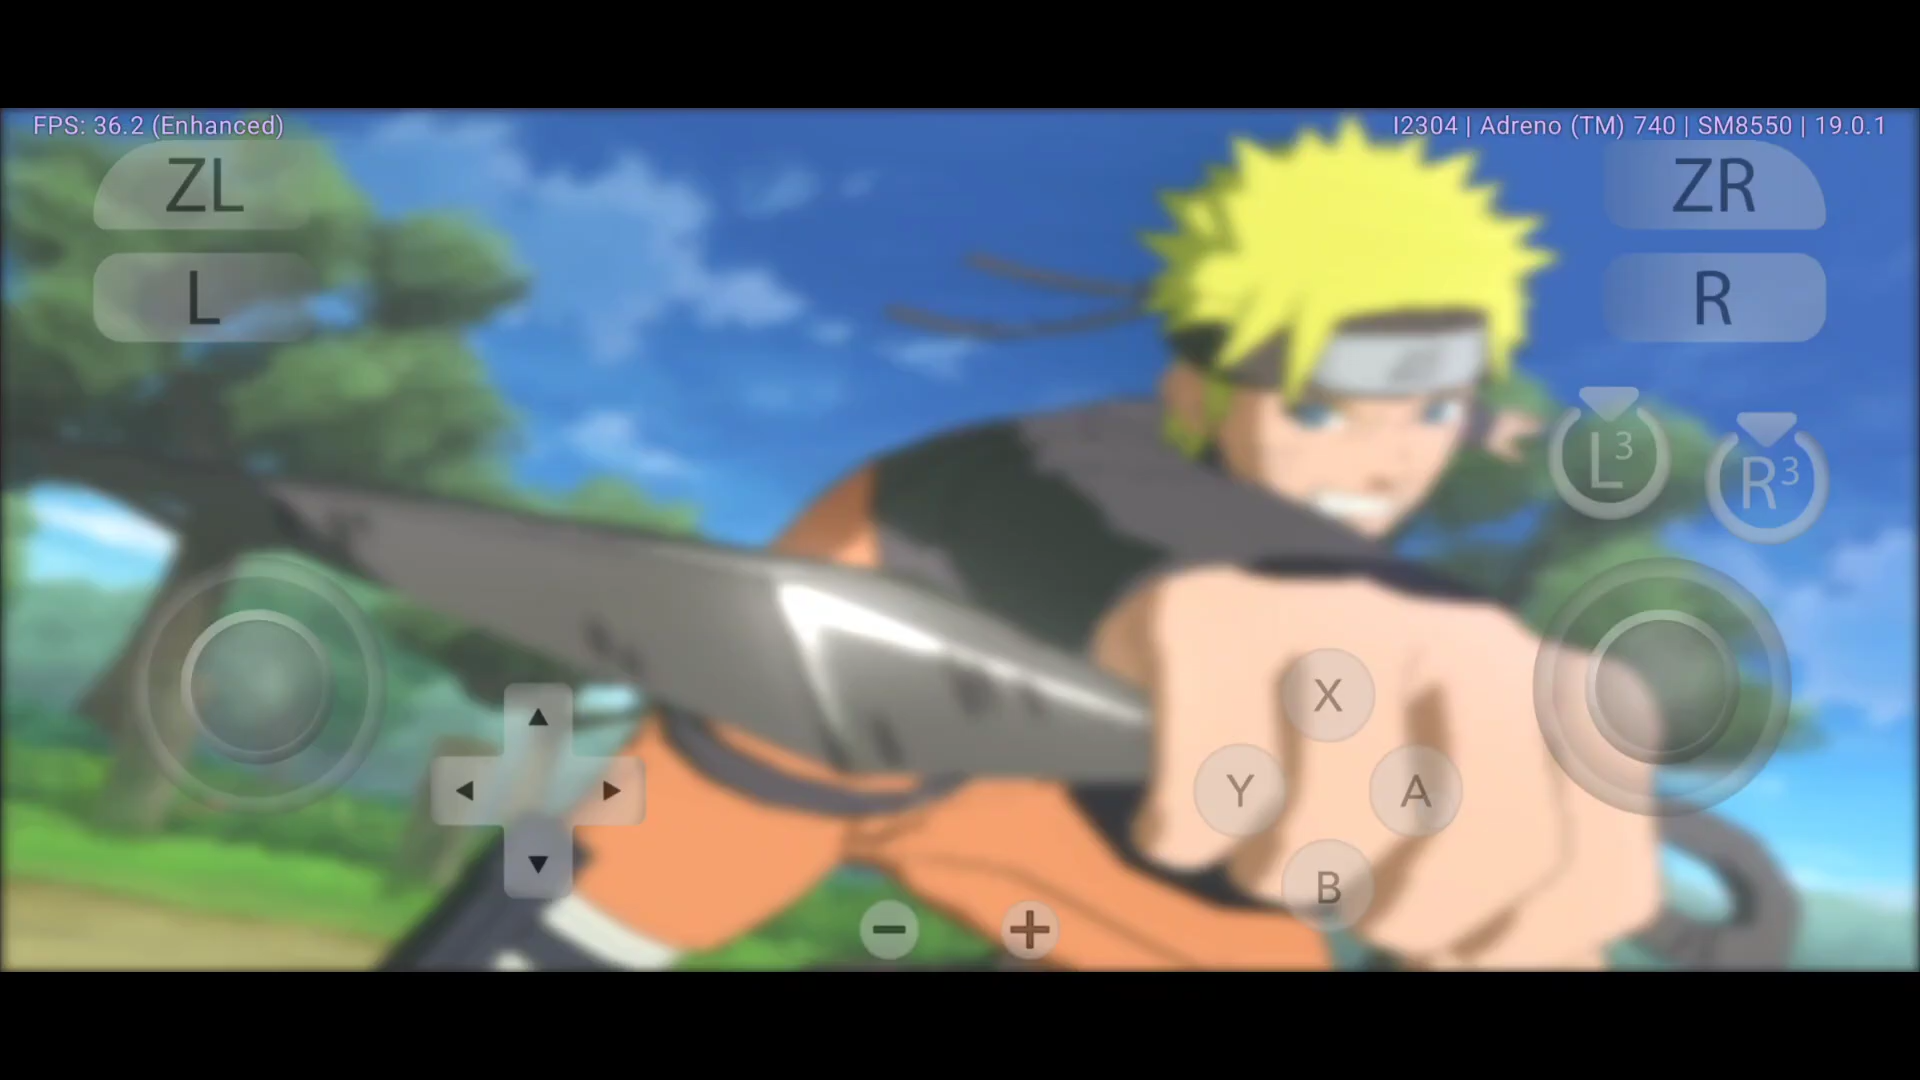 FPS: 36.2 (Enhanced)
I2304 | Adreno (TM) 740 | SM8550 | 19.0.1
ZL
ZR
L
R
L3
R3
X
Y
A
B